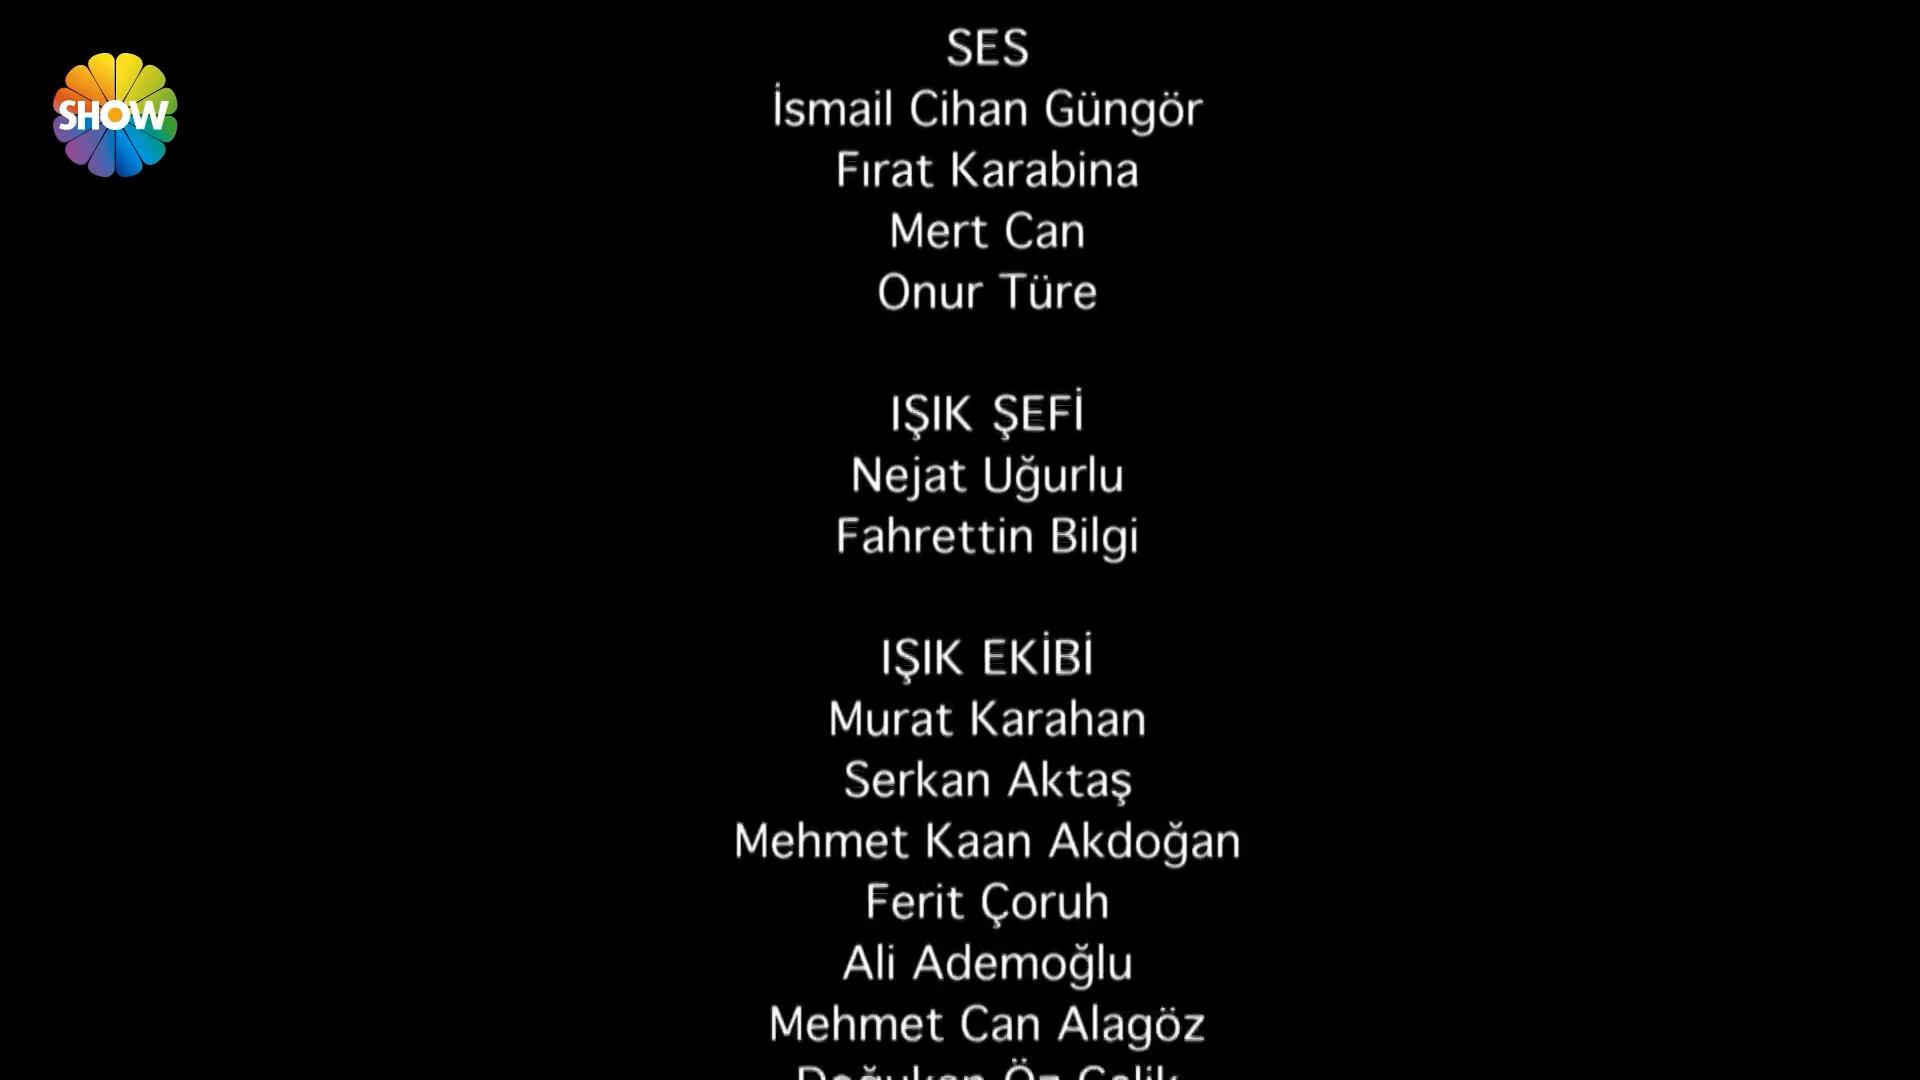 SHOW
SES
İsmail Cihan Güngör
Fırat Karabina
Mert Can
Onur Türe
IŞIK ŞEFİ
Nejat Uğurlu
Fahrettin Bilgi
IŞIK EKİBİ
Murat Karahan
Serkan Aktaş
Mehmet Kaan Akdoğan
Ferit Çoruh
Ali Ademoğlu
Mehmet Can Alagöz